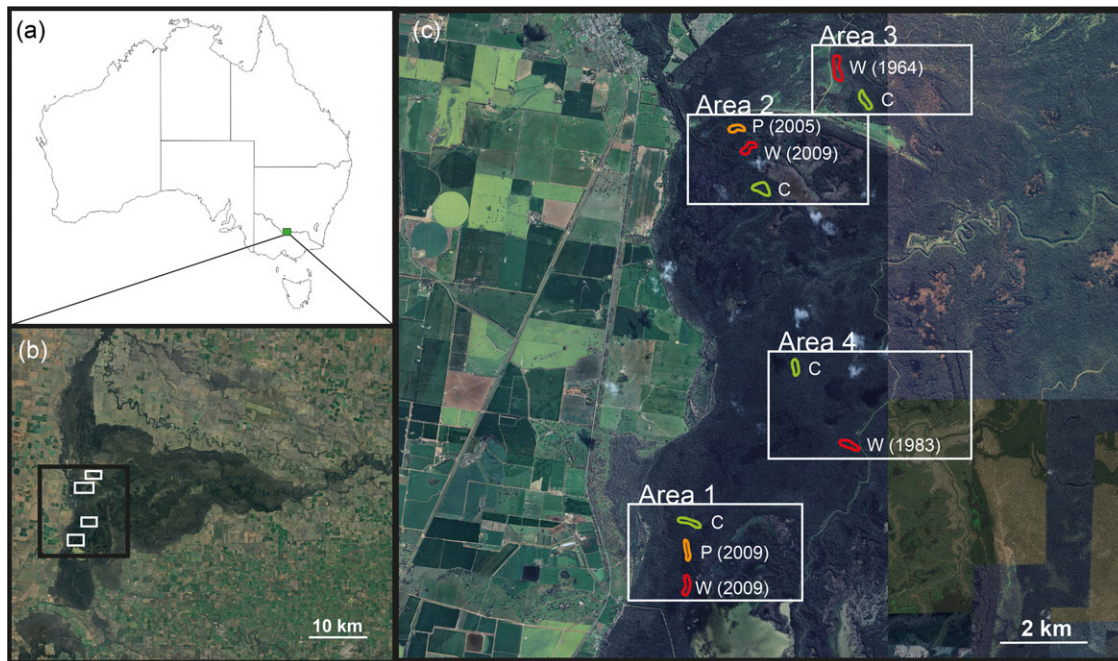 (a)
(b)
10 km
(c)
Area 3
W (1964)
C
Area 2
P (2005)
W (2009)
C
Area 4
C
W (1983)
Area 1
C
P (2009)
W (2009)
2 km